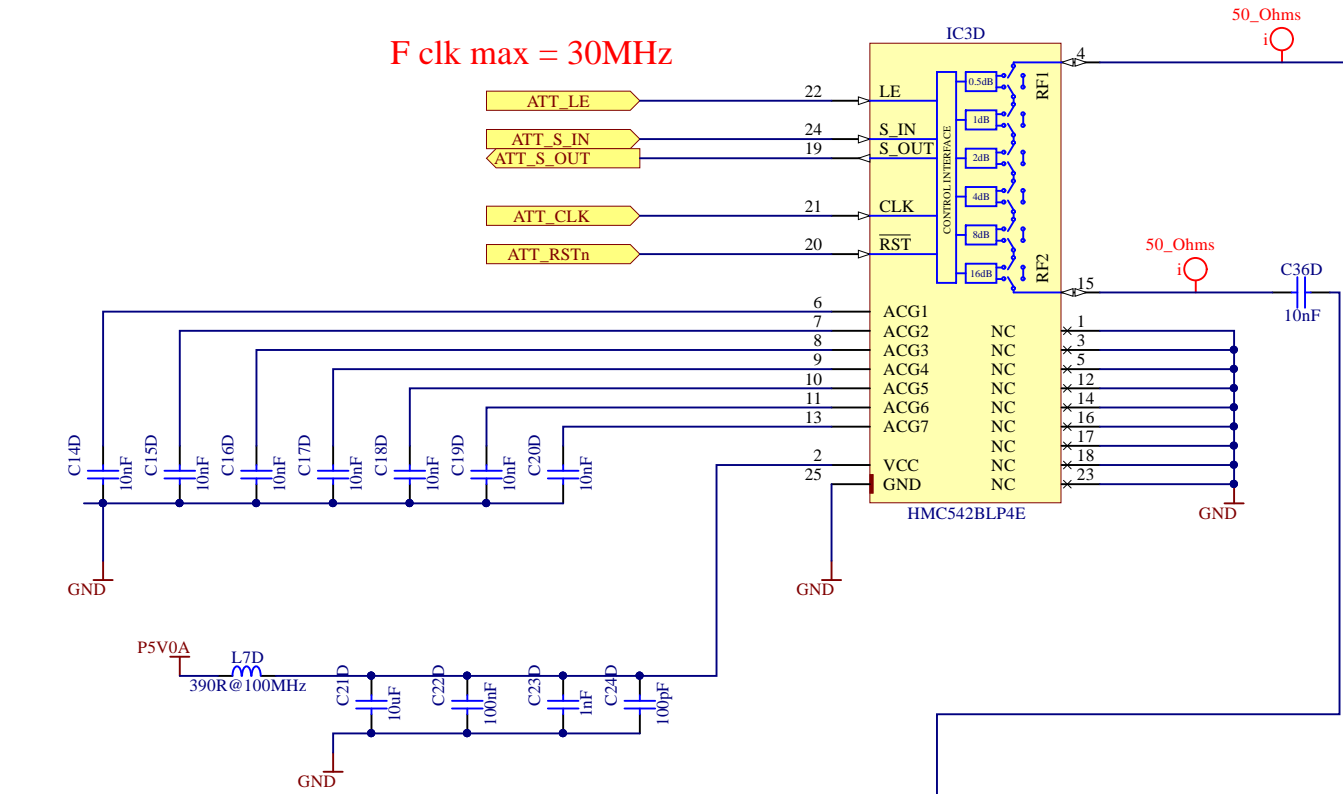 50_Ohms
i
IC3D
F clk max = 30MHz
4
RF1
0.5dB
ATT_LE
22
LE
1dB
ATT_S_IN
24
S_IN
ATT_S_OUT
19
S_OUT
2dB
CONTROL INTERFACE
4dB
ATT_CLK
21
CLK
8dB
ATT_RSTn
20
RST
16dB
RF2
50_Ohms
i
15
C36D
10nF
6
ACG1
7
ACG2
NC
1
8
ACG3
NC
3
9
ACG4
NC
5
10
ACG5
NC
12
11
ACG6
NC
14
13
ACG7
NC
16
NC
17
2
VCC
NC
18
25
GND
NC
23
HMC542BLP4E
GND
C14D
10nF
C15D
10nF
C16D
10nF
C17D
10nF
C18D
10nF
C19D
10nF
C20D
10nF
GND
GND
P5V0A
L7D
390R@100MHz
C21D
10uF
C22D
100nF
C23D
1nF
C24D
100pF
GND